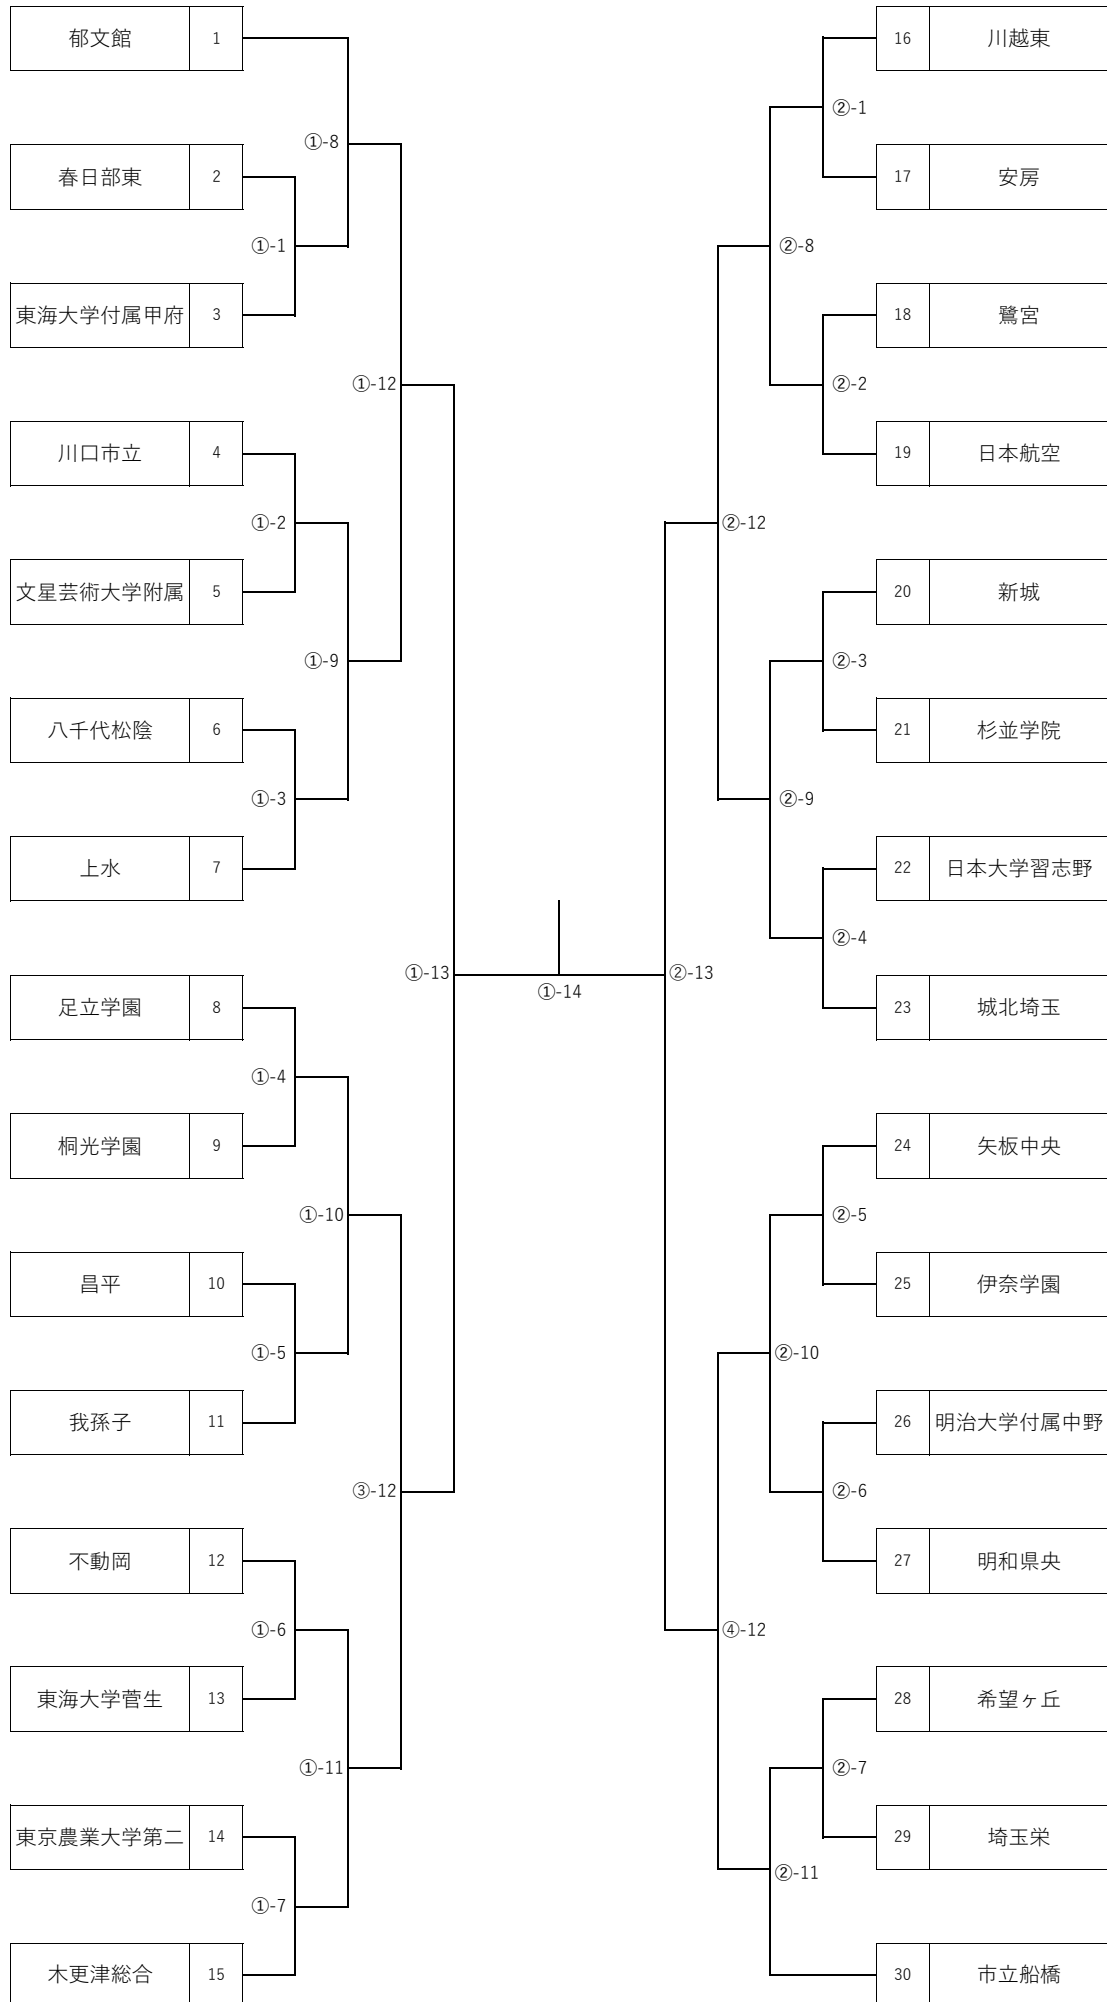 郁文館 1
①-8
春日部東 2
①-1
東海大学付属甲府 3
①-12
川口市立 4
①-2
文星芸術大学附属 5
①-9
八千代松陰 6
①-3
上水 7
①-13
足立学園 8
①-4
桐光学園 9
①-10
昌平 10
①-5
我孫子 11
③-12
不動岡 12
①-6
東海大学菅生 13
①-11
東京農業大学第二 14
①-7
木更津総合 15
①-14
16 川越東
②-1
17 安房
②-8
18 鷺宮
②-2
19 日本航空
②-12
20 新城
②-3
21 杉並学院
②-9
22 日本大学習志野
②-4
23 城北埼玉
②-13
24 矢板中央
②-5
25 伊奈学園
②-10
26 明治大学付属中野
②-6
27 明和県央
④-12
28 希望ヶ丘
②-7
29 埼玉栄
②-11
30 市立船橋